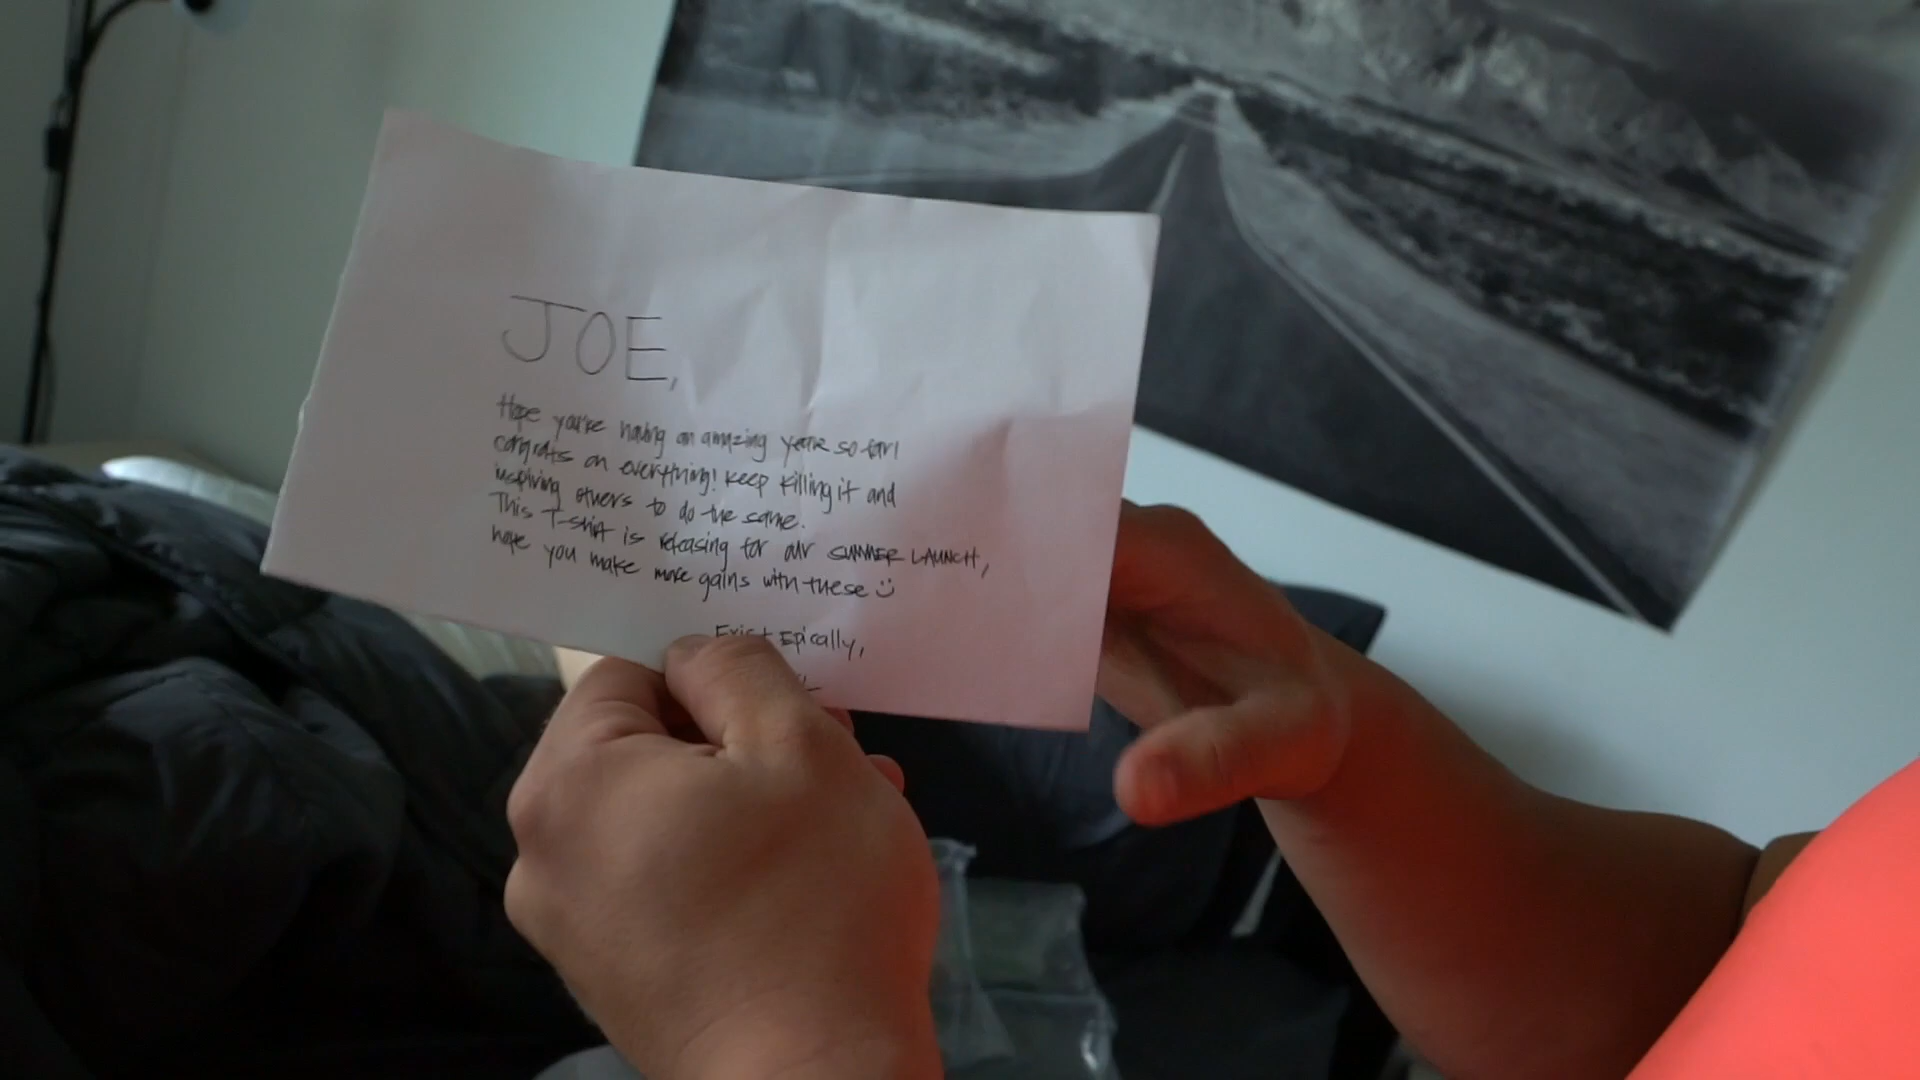 JOE,
Hope you're having an amazing year so far!
congrats on everything! Keep killing it and
inspiring others to do the same.
This T-shirt is releasing for our SUMMER LAUNCH,
hope you make more gains with these :)
Exist Epically,